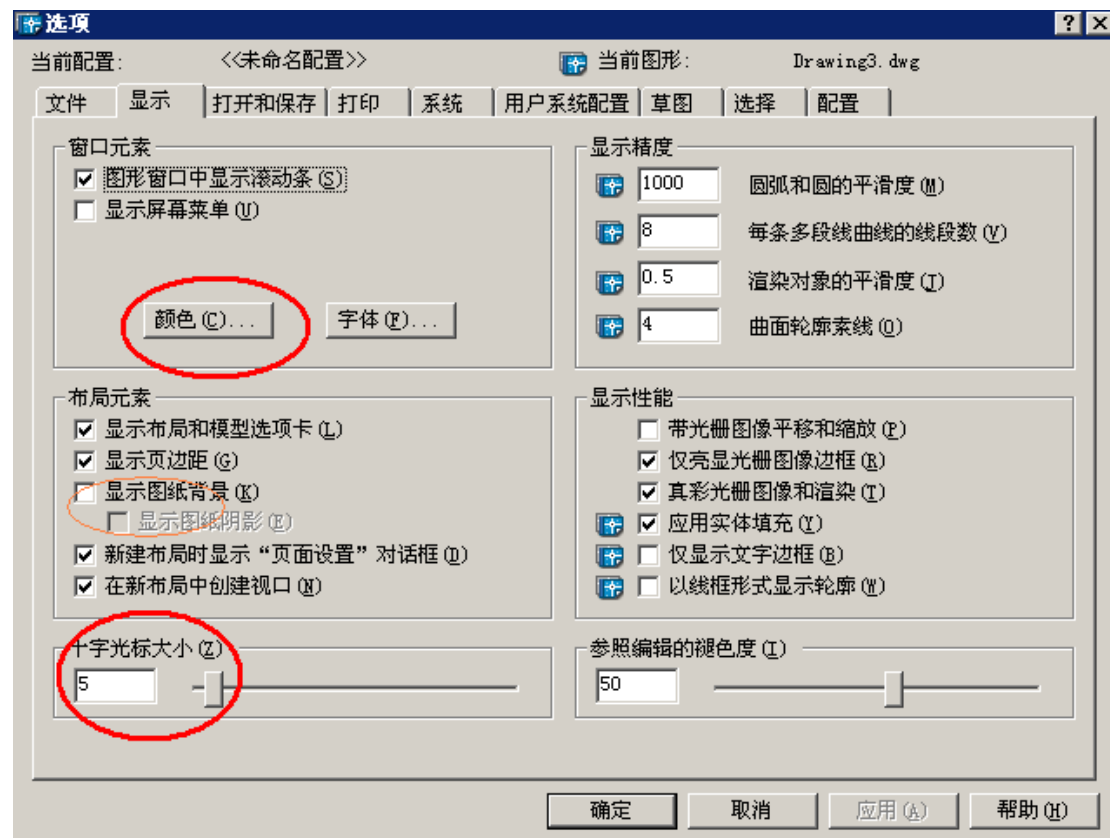 选项
当前配置: <<未命名配置>> 当前图形: Drawing3.dwg
文件 显示 打开和保存 打印 系统 用户系统配置 草图 选择 配置
窗口元素
图形窗口中显示滚动条(S)
显示屏幕菜单(U)
颜色(C)... 字体(F)...
显示精度
1000 圆弧和圆的平滑度(M)
8 每条多段线曲线的线段数(V)
0.5 渲染对象的平滑度(J)
4 曲面轮廓素线(O)
布局元素
显示布局和模型选项卡(L)
显示页边距(G)
显示图纸背景(K)
显示图纸阴影(E)
新建布局时显示“页面设置”对话框(D)
在新布局中创建视口(N)
显示性能
带光栅图像平移和缩放(P)
仅亮显光栅图像边框(R)
真彩光栅图像和渲染(T)
应用实体填充(Y)
仅显示文字边框(B)
以线框形式显示轮廓(W)
十字光标大小(Z)
5
参照编辑的褪色度(I)
50
确定 取消 应用(A) 帮助(H)